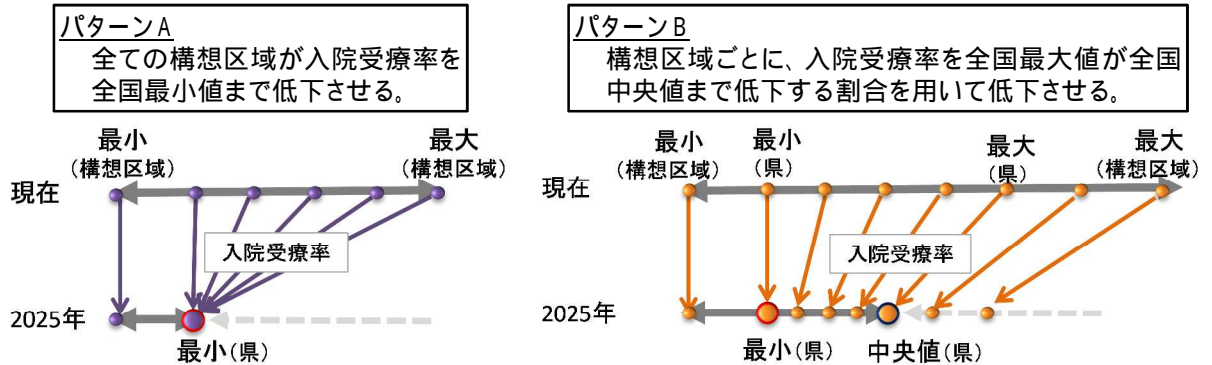 パターンA
全ての構想区域が入院受療率を
全国最小値まで低下させる。
最小
(構想区域)
最大
(構想区域)
現在
入院受療率
2025年
最小(県)
パターンB
構想区域ごとに、入院受療率を全国最大値が全国
中央値まで低下する割合を用いて低下させる。
最小
(構想区域)
最小
(県)
最大
(県)
最大
(構想区域)
現在
入院受療率
2025年
最小(県)
中央値(県)